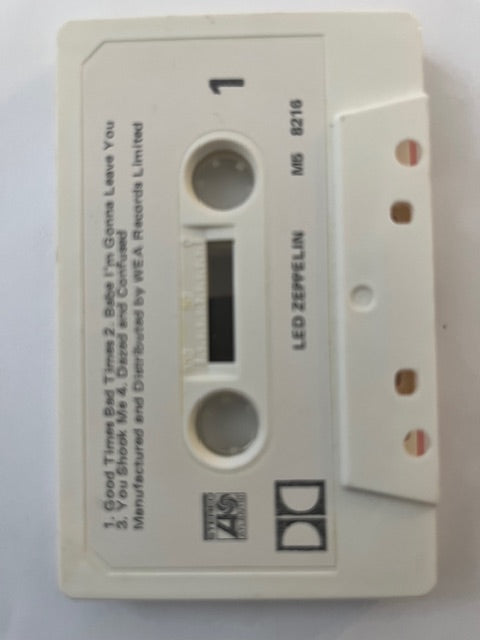 1. Good Times Bad Times 2. Babe I'm Gonna Leave You
3. You Shook Me 4. Dazed and Confused
Manufactured and Distributed by WEA Records Limited
1
STEREO
LED ZEPPELIN M5 8216